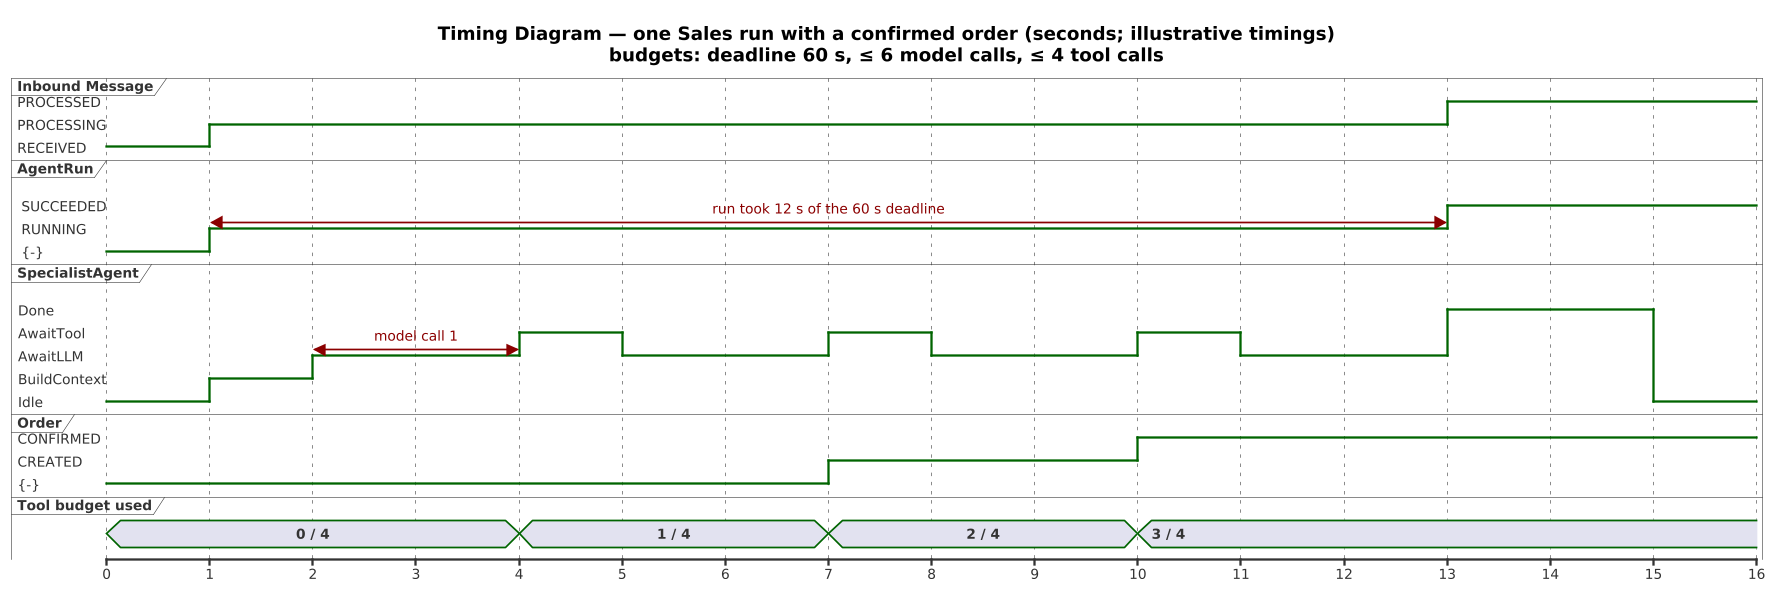 Timing Diagram — one Sales run with a confirmed order (seconds; illustrative timings)
budgets: deadline 60 s, ≤ 6 model calls, ≤ 4 tool calls
Inbound Message
PROCESSED
PROCESSING
RECEIVED
AgentRun
SUCCEEDED
run took 12 s of the 60 s deadline
RUNNING
{-}
SpecialistAgent
Done
AwaitTool
model call 1
AwaitLLM
BuildContext
Idle
Order
CONFIRMED
CREATED
{-}
Tool budget used
0 / 4 1 / 4 2 / 4 3 / 4
0 1 2 3 4 5 6 7 8 9 10 11 12 13 14 15 16